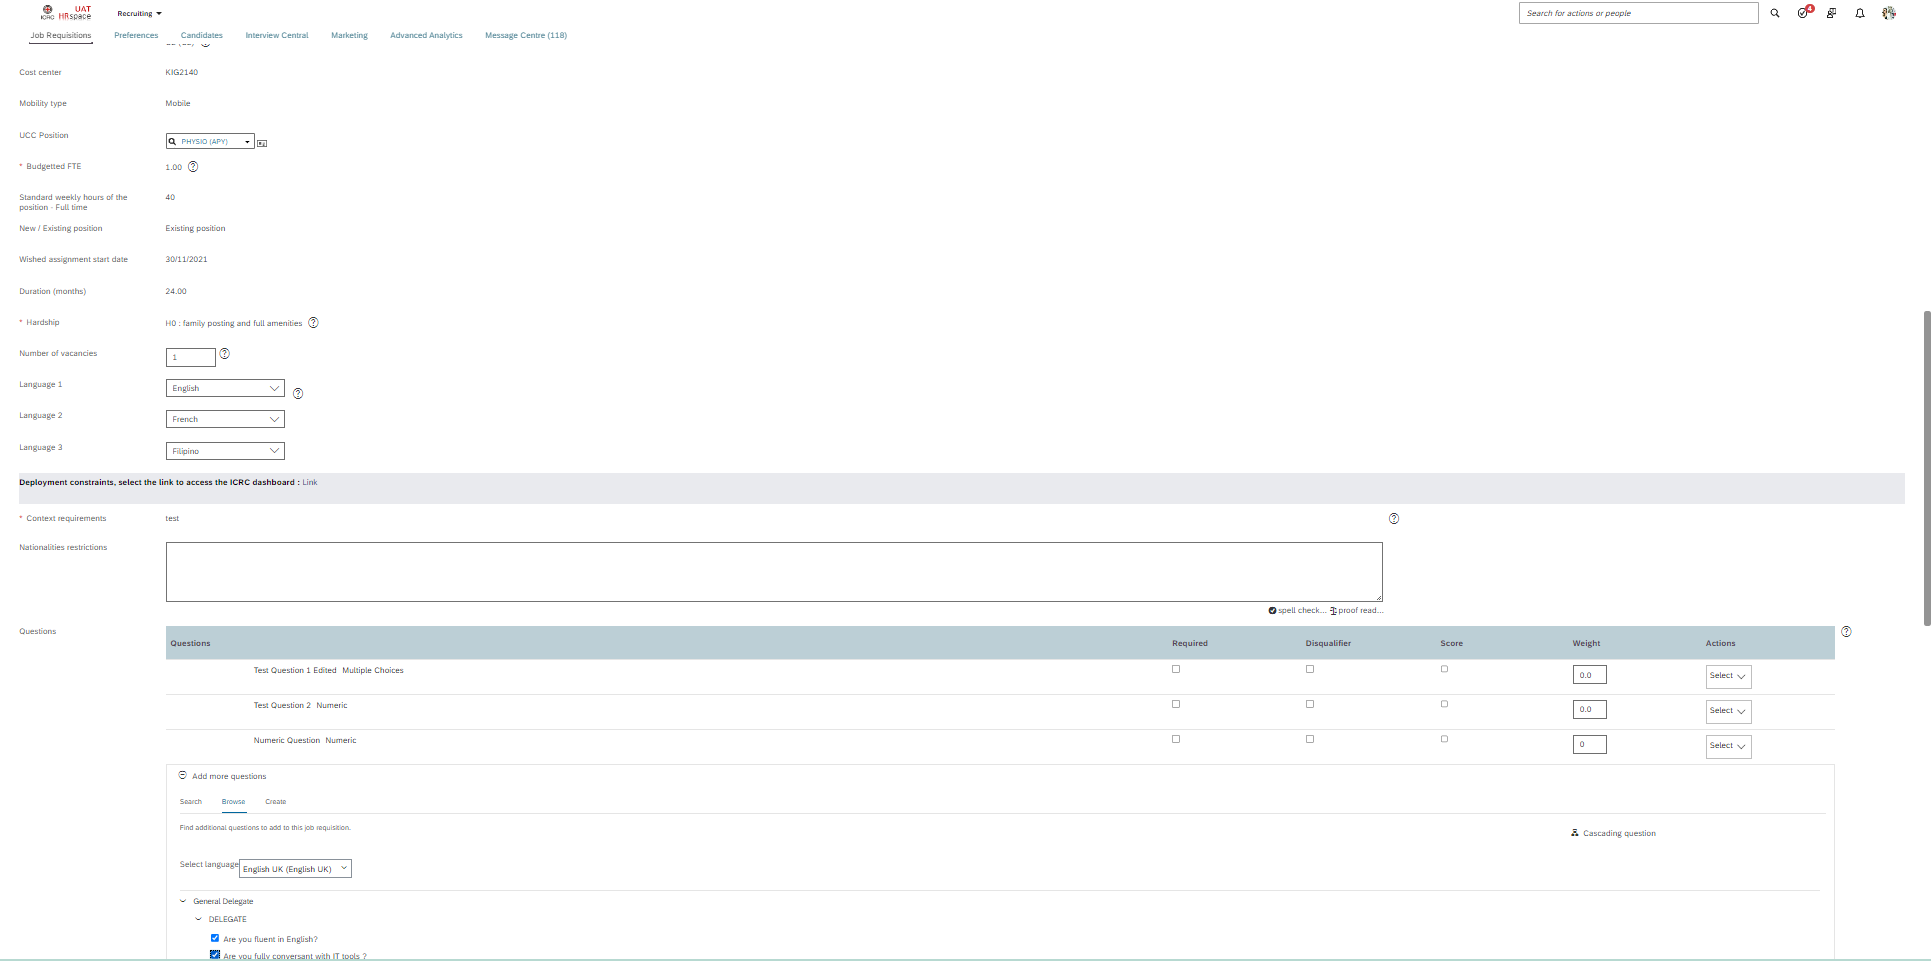 UAT
ICRC HRspace
Recruiting
Search for actions or people
4
Job Requisitions Preferences Candidates Interview Central Marketing Advanced Analytics Message Centre (118)
Cost center KIG2140
Mobility type Mobile
UCC Position PHYSIO (APY)
* Budgetted FTE 1.00
Standard weekly hours of the 40
position - Full time
New / Existing position Existing position
Wished assignment start date 30/11/2021
Duration (months) 24.00
* Hardship H0 : family posting and full amenities
Number of vacancies 1
Language 1 English
Language 2 French
Language 3 Filipino
Deployment constraints, select the link to access the ICRC dashboard : Link
* Context requirements test
Nationalities restrictions
spell check... proof read...
Questions
Questions Required Disqualifier Score Weight Actions
Test Question 1 Edited Multiple Choices 0.0 Select
Test Question 2 Numeric 0.0 Select
Numeric Question Numeric 0 Select
Add more questions
Search Browse Create
Find additional questions to add to this job requisition.
Cascading question
Select language English UK (English UK)
General Delegate
DELEGATE
Are you fluent in English?
Are you fully conversant with IT tools ?